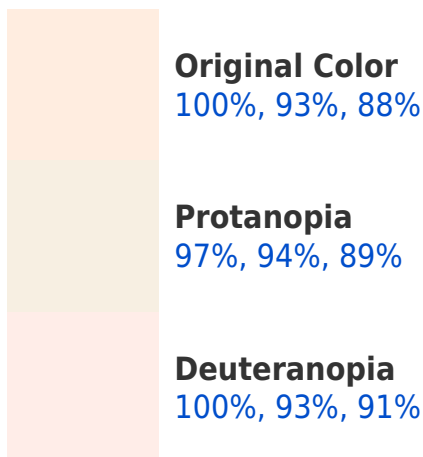 Original Color
100%, 93%, 88%
Protanopia
97%, 94%, 89%
Deuteranopia
100%, 93%, 91%